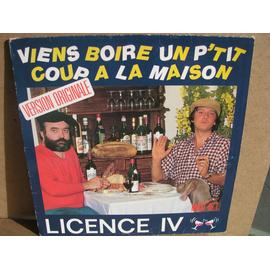 VIENS BOIRE UN P'TIT
COUP A LA MAISON
VERSION ORIGINALE
LICENCE IV